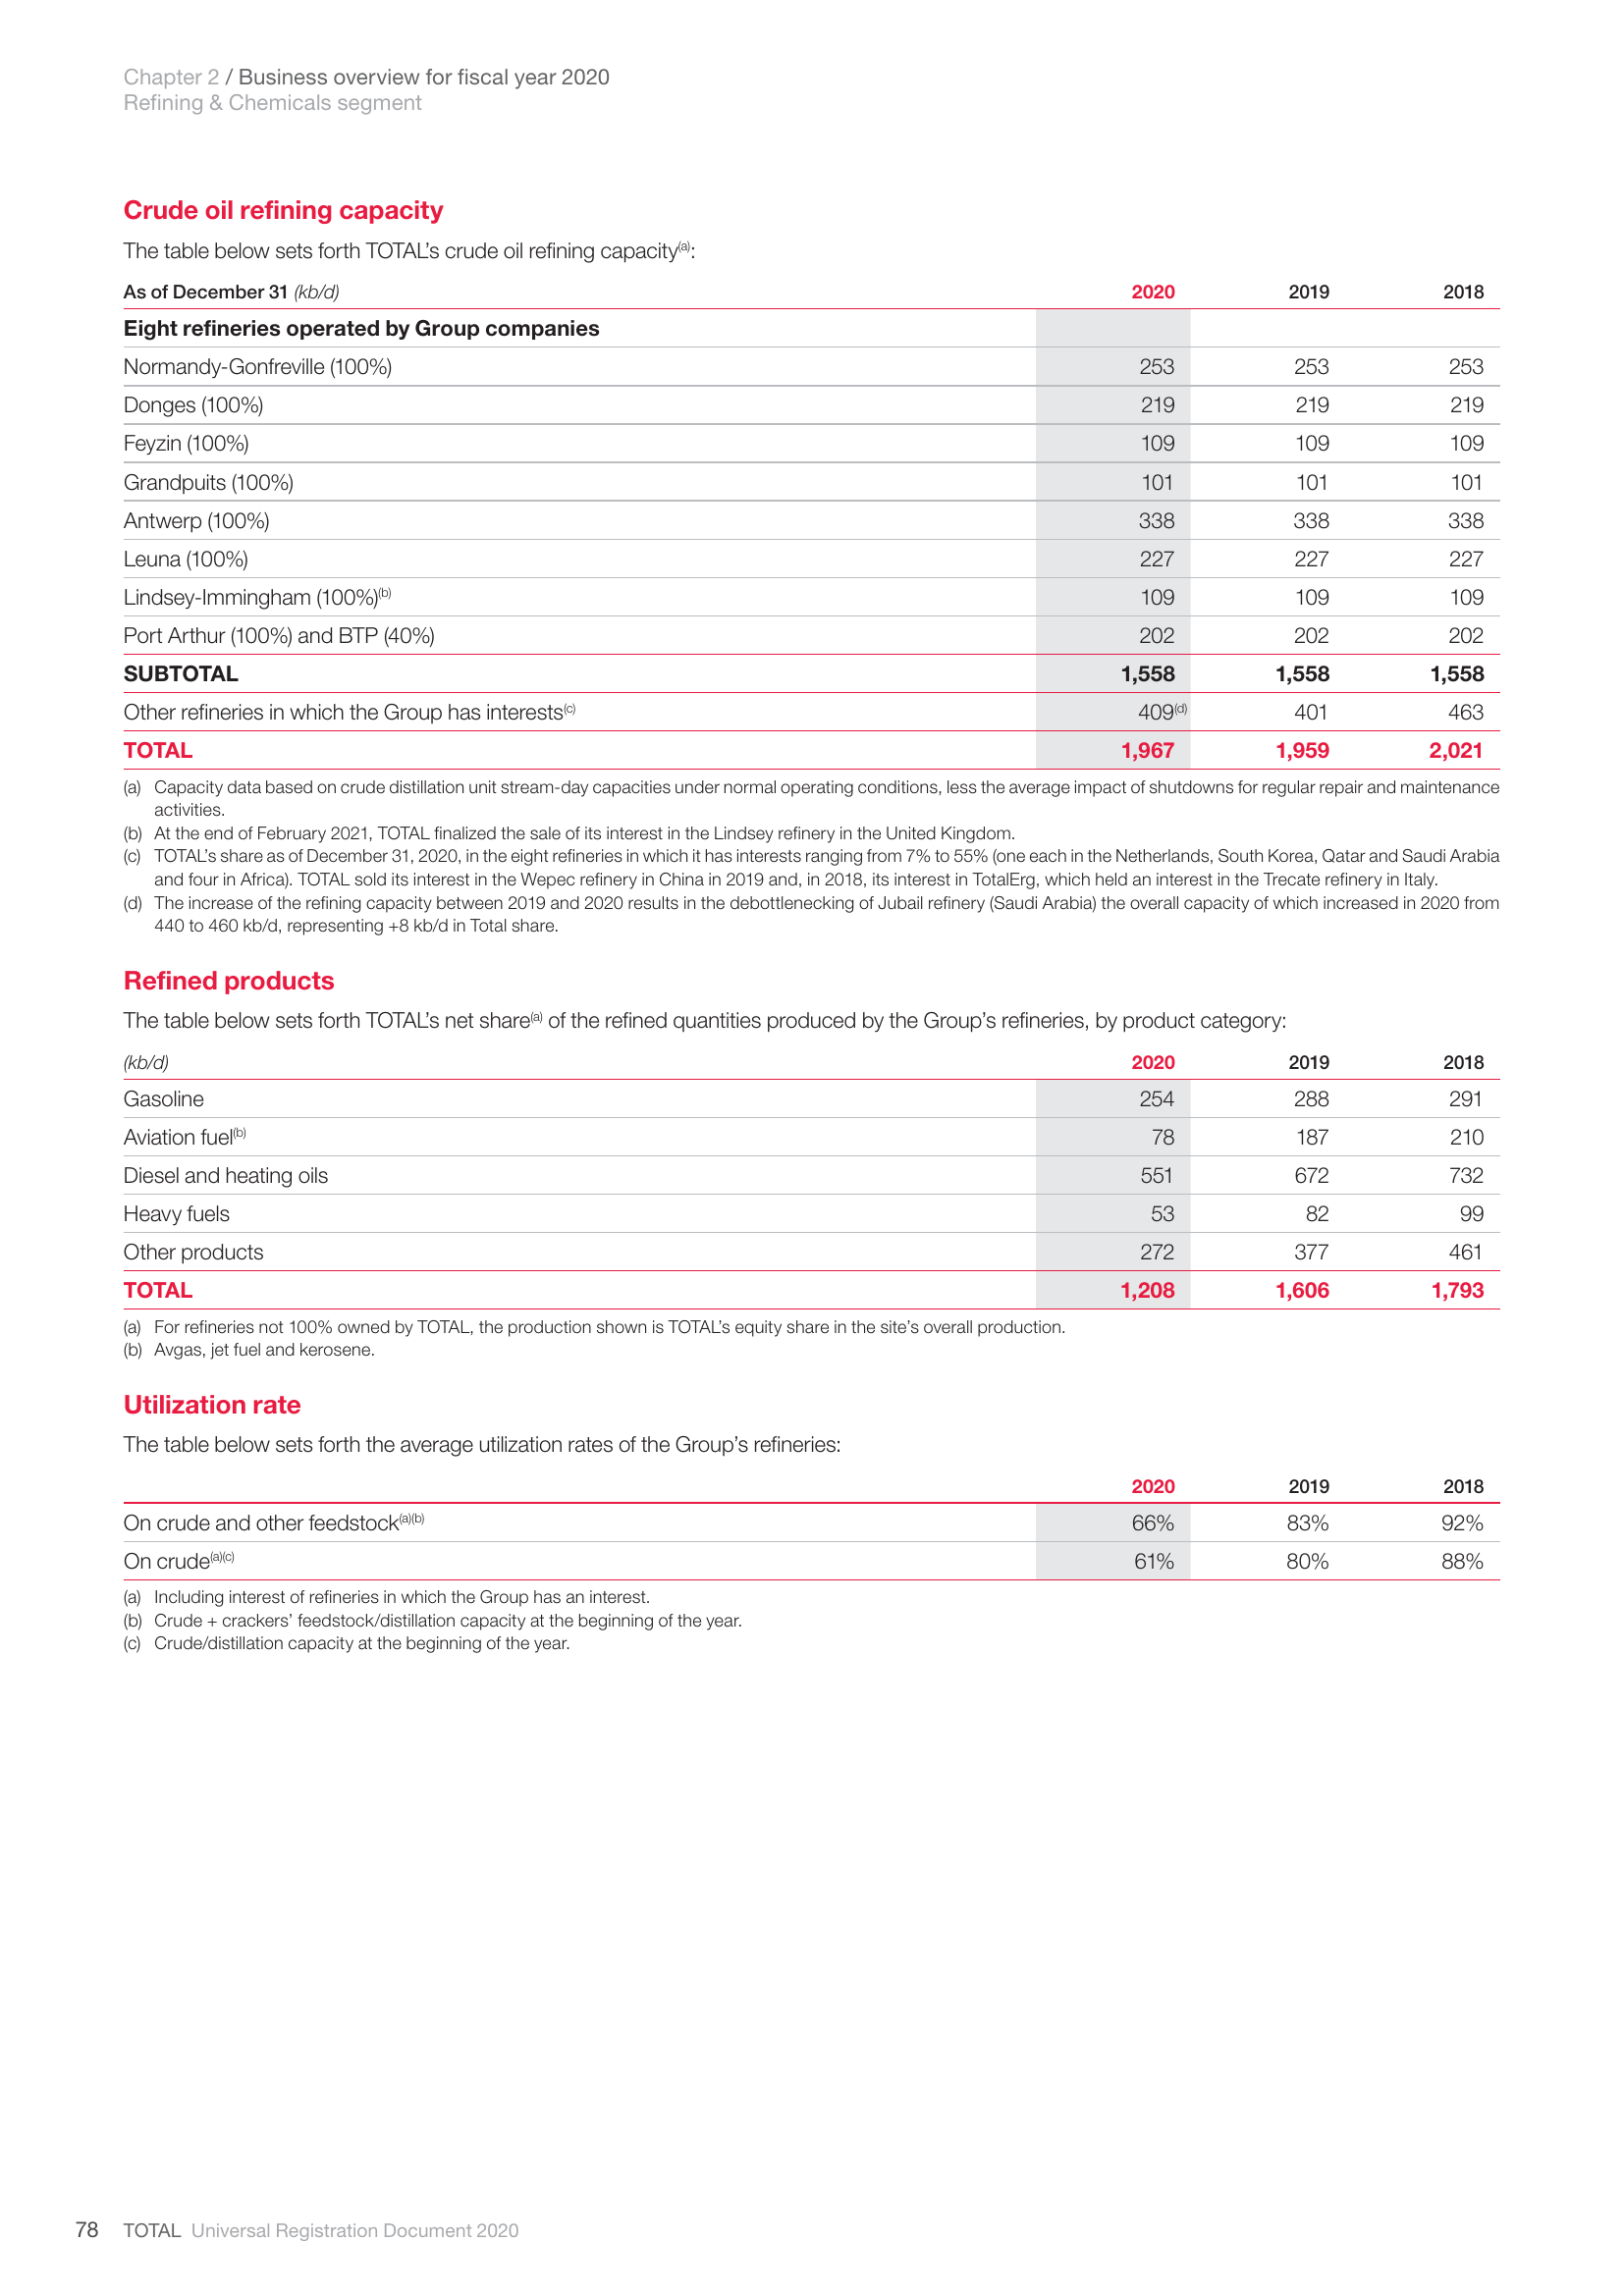 Chapter 2 / Business overview for fiscal year 2020
Refining & Chemicals segment
Crude oil refining capacity
The table below sets forth TOTAL's crude oil refining capacity(a):
As of December 31 (kb/d) 2020 2019 2018
Eight refineries operated by Group companies
Normandy-Gonfreville (100%) 253 253 253
Donges (100%) 219 219 219
Feyzin (100%) 109 109 109
Grandpuits (100%) 101 101 101
Antwerp (100%) 338 338 338
Leuna (100%) 227 227 227
Lindsey-Immingham (100%)(b) 109 109 109
Port Arthur (100%) and BTP (40%) 202 202 202
SUBTOTAL 1,558 1,558 1,558
Other refineries in which the Group has interests(c) 409(d) 401 463
TOTAL 1,967 1,959 2,021
(a) Capacity data based on crude distillation unit stream-day capacities under normal operating conditions, less the average impact of shutdowns for regular repair and maintenance
activities.
(b) At the end of February 2021, TOTAL finalized the sale of its interest in the Lindsey refinery in the United Kingdom.
(c) TOTAL's share as of December 31, 2020, in the eight refineries in which it has interests ranging from 7% to 55% (one each in the Netherlands, South Korea, Qatar and Saudi Arabia
and four in Africa). TOTAL sold its interest in the Wepec refinery in China in 2019 and, in 2018, its interest in TotalErg, which held an interest in the Trecate refinery in Italy.
(d) The increase of the refining capacity between 2019 and 2020 results in the debottlenecking of Jubail refinery (Saudi Arabia) the overall capacity of which increased in 2020 from
440 to 460 kb/d, representing +8 kb/d in Total share.
Refined products
The table below sets forth TOTAL's net share(a) of the refined quantities produced by the Group's refineries, by product category:
(kb/d) 2020 2019 2018
Gasoline 254 288 291
Aviation fuel(b) 78 187 210
Diesel and heating oils 551 672 732
Heavy fuels 53 82 99
Other products 272 377 461
TOTAL 1,208 1,606 1,793
(a) For refineries not 100% owned by TOTAL, the production shown is TOTAL's equity share in the site's overall production.
(b) Avgas, jet fuel and kerosene.
Utilization rate
The table below sets forth the average utilization rates of the Group's refineries:
2020 2019 2018
On crude and other feedstock(a)(b) 66% 83% 92%
On crude(a)(c) 61% 80% 88%
(a) Including interest of refineries in which the Group has an interest.
(b) Crude + crackers' feedstock/distillation capacity at the beginning of the year.
(c) Crude/distillation capacity at the beginning of the year.
78 TOTAL Universal Registration Document 2020